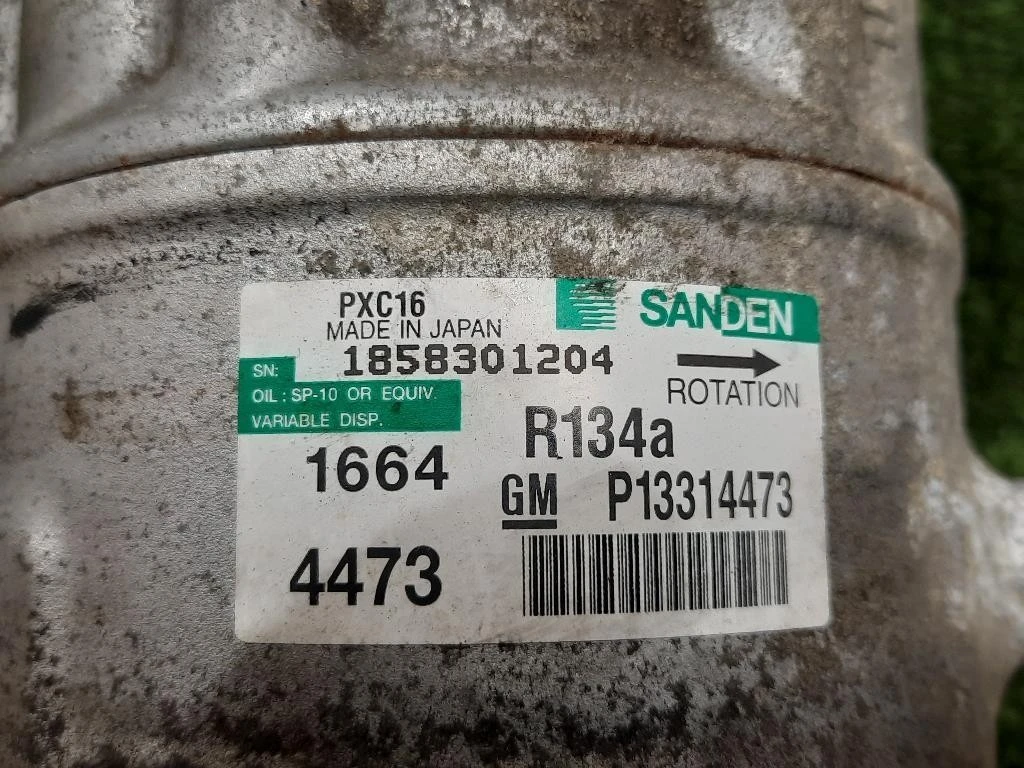 PXC16
MADE IN JAPAN
SANDEN
SN: 1858301204
ROTATION
OIL : SP-10 OR EQUIV.
VARIABLE DISP.
R134a
1664
GM P13314473
4473